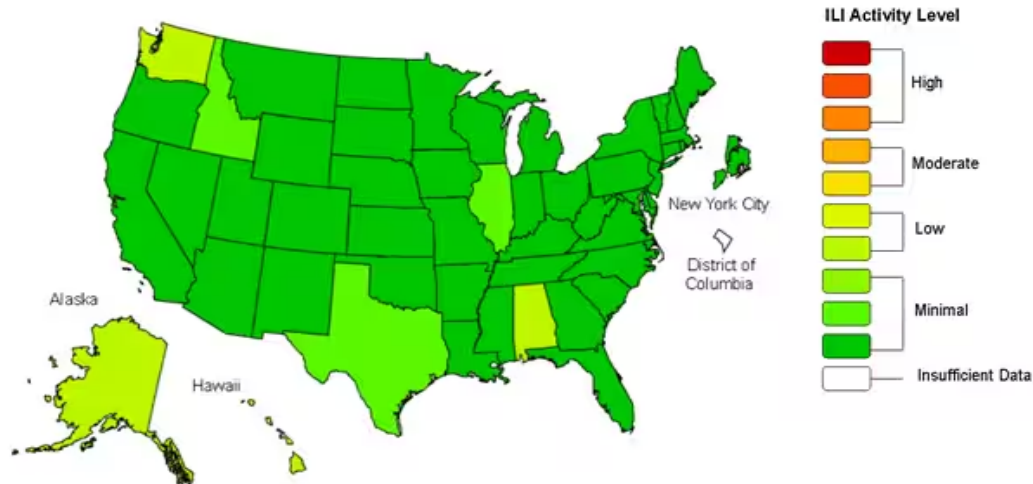 ILI Activity Level
High
Moderate
Low
Minimal
Insufficient Data
New York City
District of
Columbia
Alaska
Hawaii